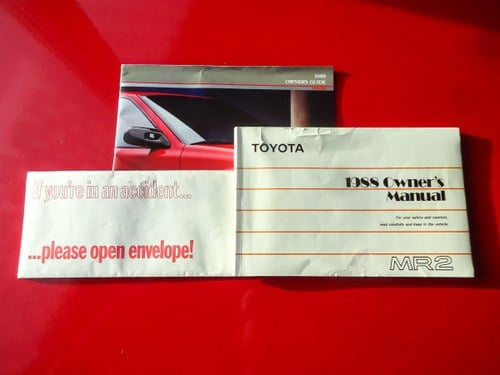 1988
OWNER'S GUIDE
If you're in an accident...
...please open envelope!
TOYOTA
1988 Owner's
Manual
For your safety and comfort,
read carefully and keep in the vehicle.
MR2